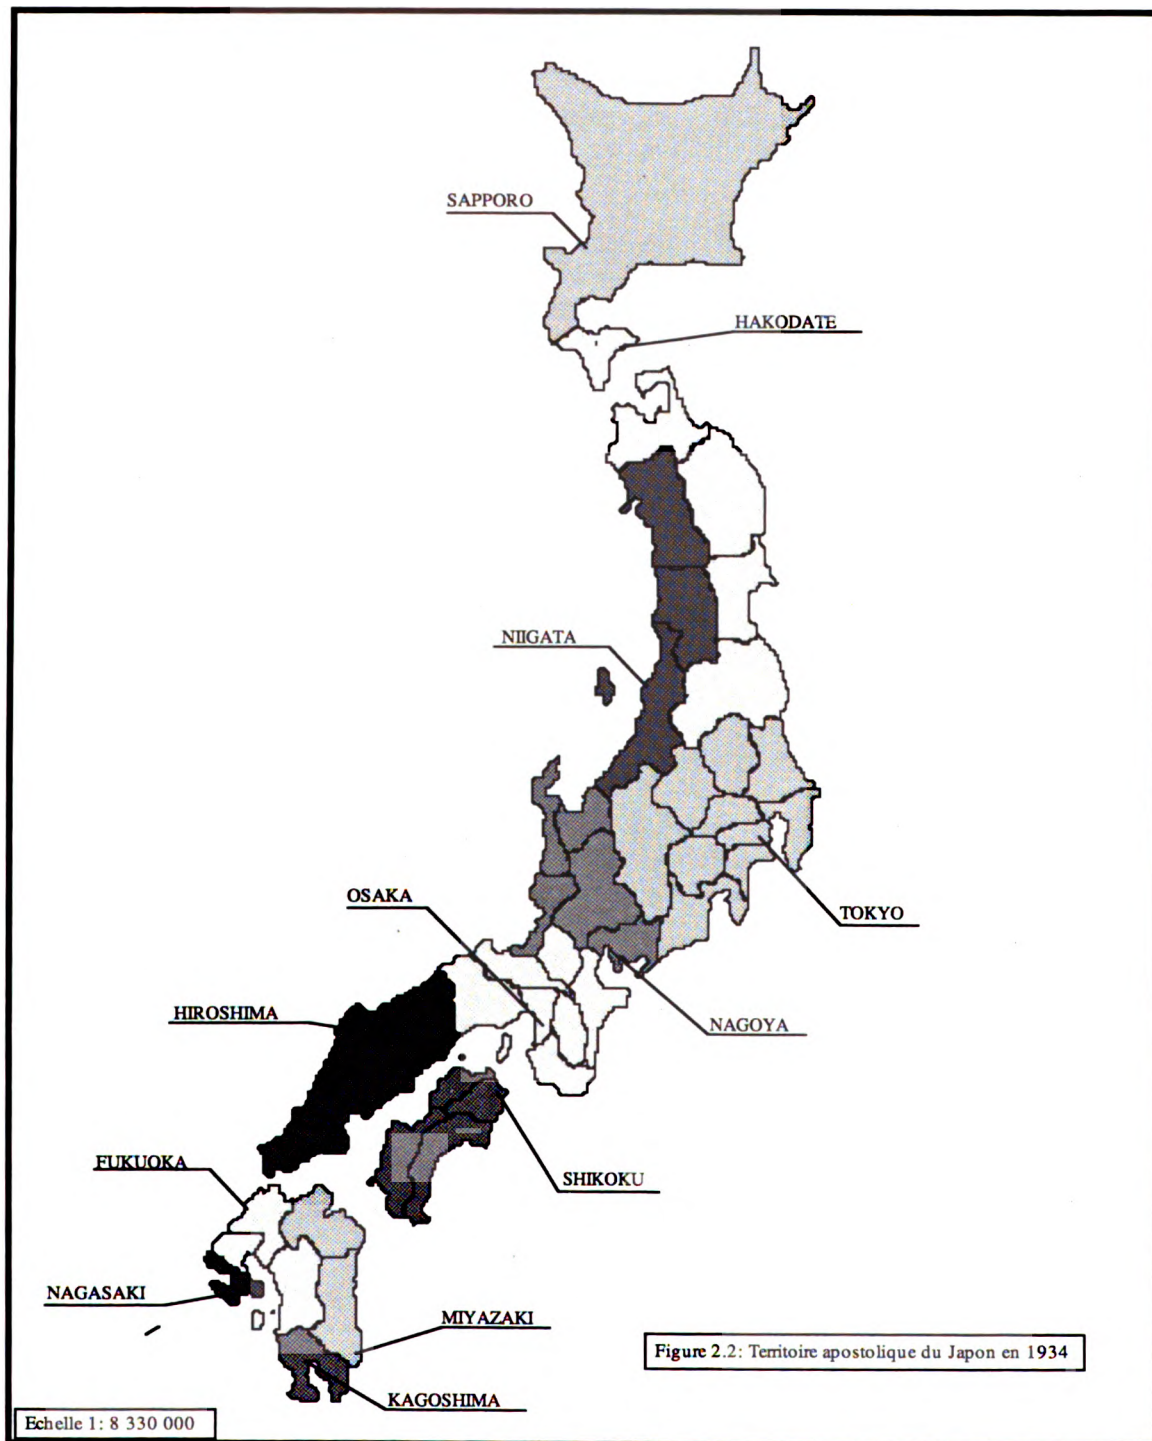 SAPPORO
HAKODATE
NIIGATA
OSAKA
TOKYO
HIROSHIMA
NAGOYA
FUKUOKA
SHIKOKU
NAGASAKI
MIYAZAKI
Figure 2.2: Territoire apostolique du Japon en 1934
KAGOSHIMA
Echelle 1: 8 330 000